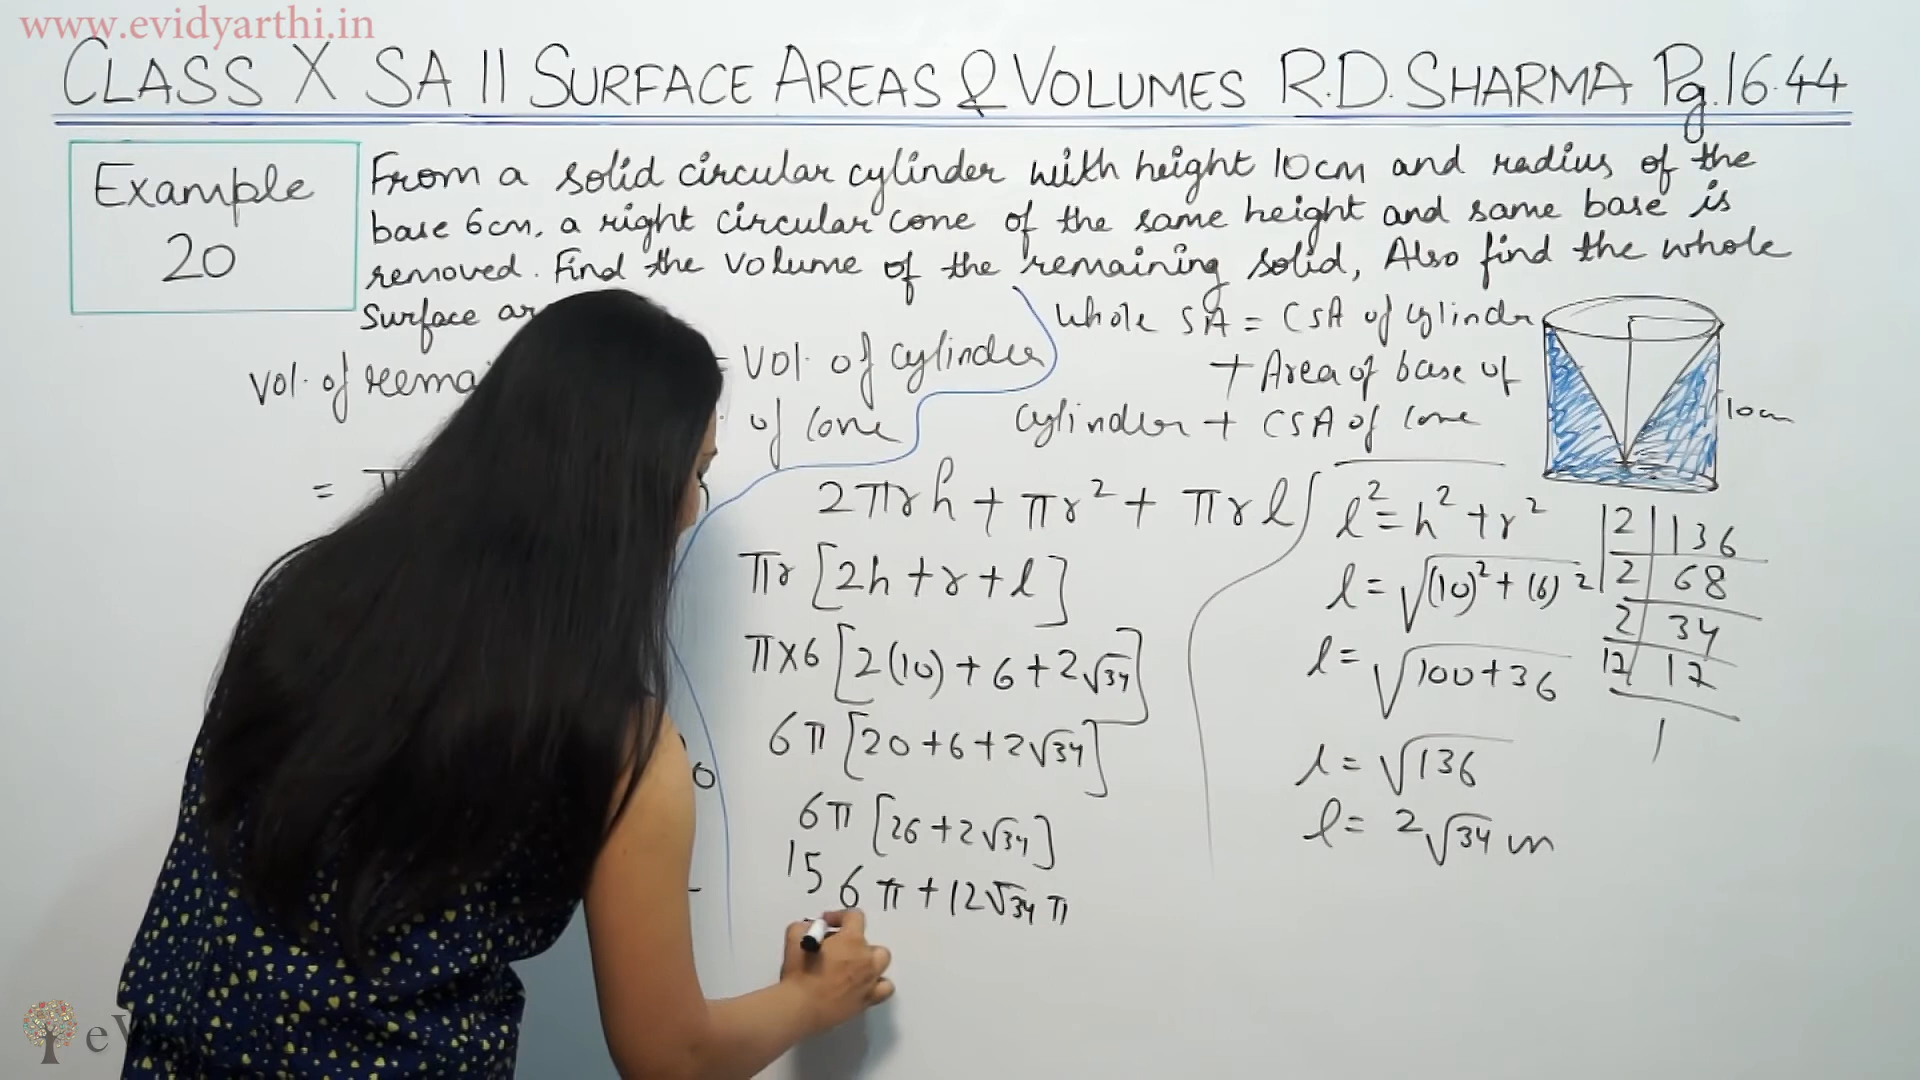 www.evidyarthi.in
CLASS X SA II SURFACE AREAS & VOLUMES R.D. SHARMA Pg. 16.44
Example
20
From a solid circular cylinder with height 10cm and radius of the
base 6cm, a right circular cone of the same height and same base is
removed. Find the volume of the remaining solid, Also find the whole
Surface
Vol. of = Vol. of cylinder
of cone
=
Whole SA = CSA of cylinder
+ Area of base of
cylinder + CSA of cone
2πrh + πr² + πrl
πr [2h + r + l]
π×6 [2(10) + 6 + 2√34]
6π [20 + 6 + 2√34]
6π [26 + 2√34]
156π + 12√34 π
l² = h² + r²
l = √(10)² + (6)²
l = √100 + 36
l = √136
l = 2√34 cm
10cm
2 | 136
2 | 68
2 | 34
17 | 17
1